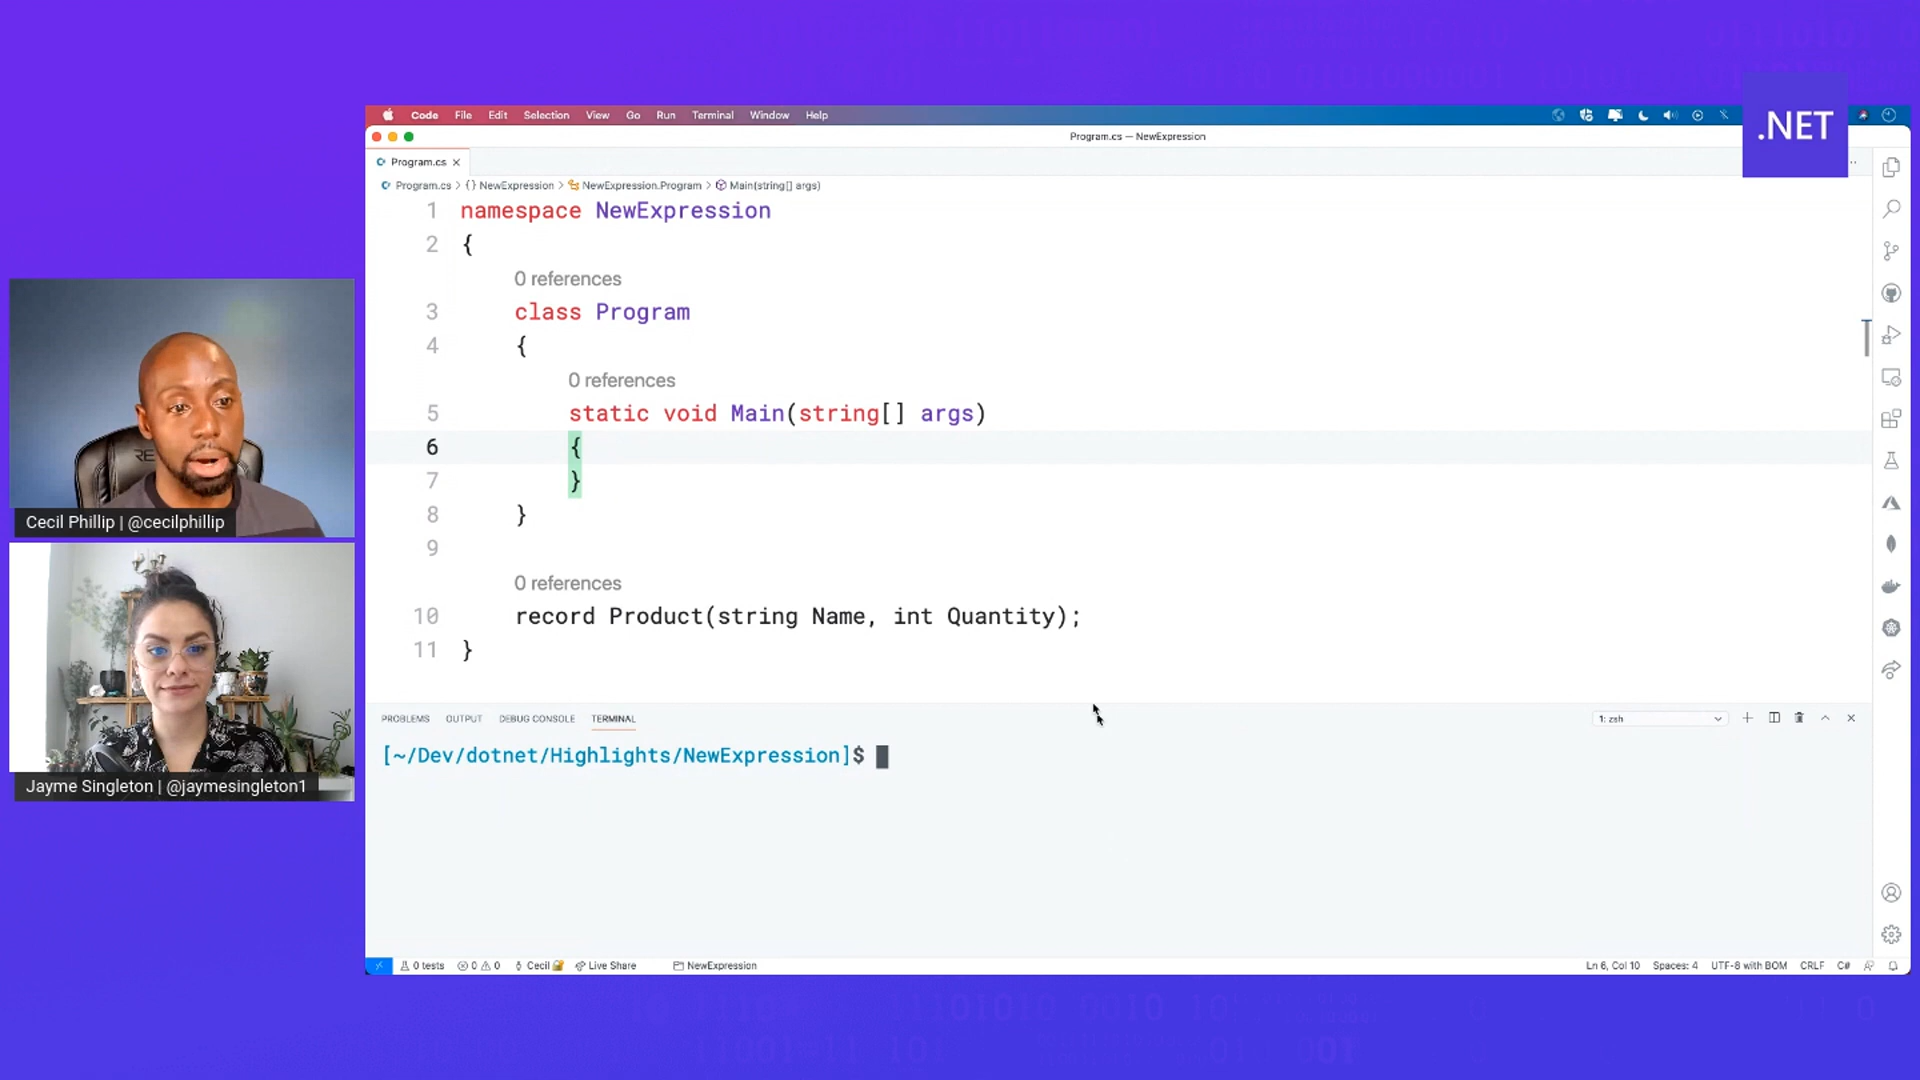 .NET
Code File Edit Selection View Go Run Terminal Window Help
Program.cs — NewExpression
Program.cs
Program.cs > {} NewExpression > NewExpression.Program > Main(string[] args)
1 namespace NewExpression
2 {
0 references
3 class Program
4 {
0 references
5 static void Main(string[] args)
6 {
7 }
8 }
9
0 references
10 record Product(string Name, int Quantity);
11 }
PROBLEMS OUTPUT DEBUG CONSOLE TERMINAL 1: zsh
[~/Dev/dotnet/Highlights/NewExpression]$
0 tests 0 0 Cecil Live Share NewExpression Ln 6, Col 10 Spaces: 4 UTF-8 with BOM CRLF C#
RE
Cecil Phillip | @cecilphillip
Jayme Singleton | @jaymesingleton1